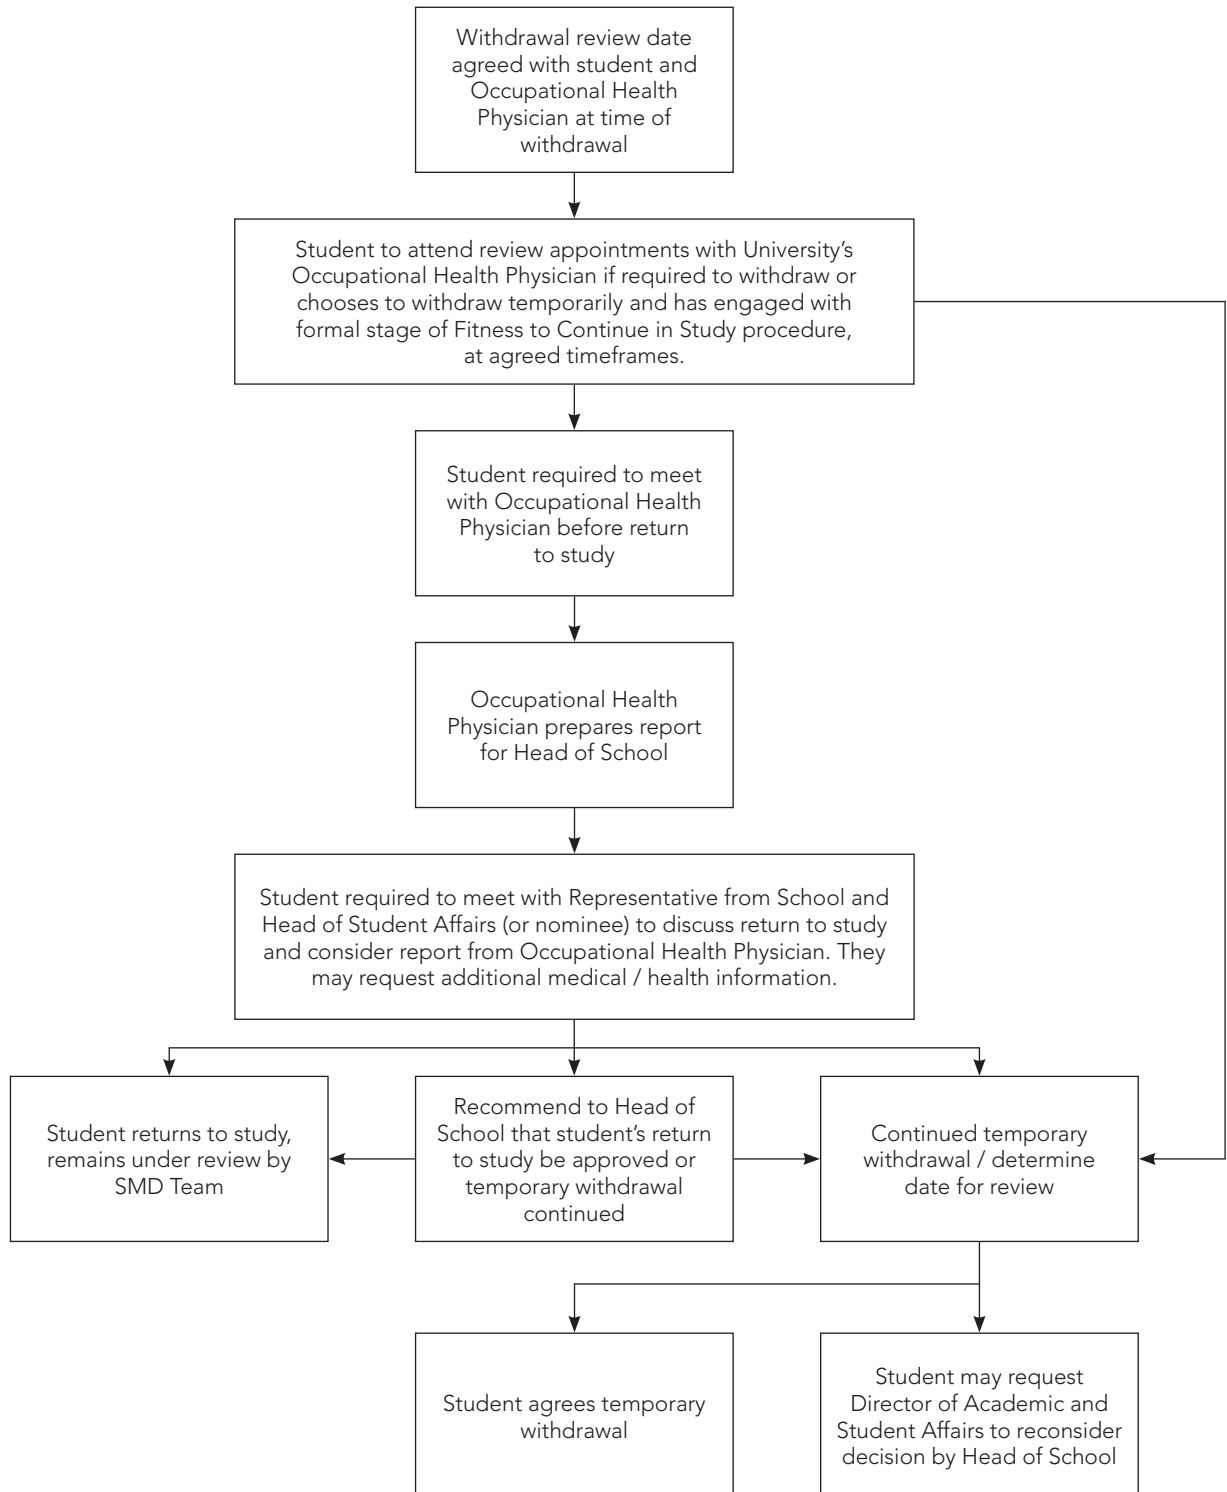 Withdrawal review date
agreed with student and
Occupational Health
Physician at time of
withdrawal
Student to attend review appointments with University’s
Occupational Health Physician if required to withdraw or
chooses to withdraw temporarily and has engaged with
formal stage of Fitness to Continue in Study procedure,
at agreed timeframes.
Student required to meet
with Occupational Health
Physician before return
to study
Occupational Health
Physician prepares report
for Head of School
Student required to meet with Representative from School and
Head of Student Affairs (or nominee) to discuss return to study
and consider report from Occupational Health Physician. They
may request additional medical / health information.
Student returns to study,
remains under review by
SMD Team
Recommend to Head of
School that student’s return
to study be approved or
temporary withdrawal
continued
Continued temporary
withdrawal / determine
date for review
Student agrees temporary
withdrawal
Student may request
Director of Academic and
Student Affairs to reconsider
decision by Head of School